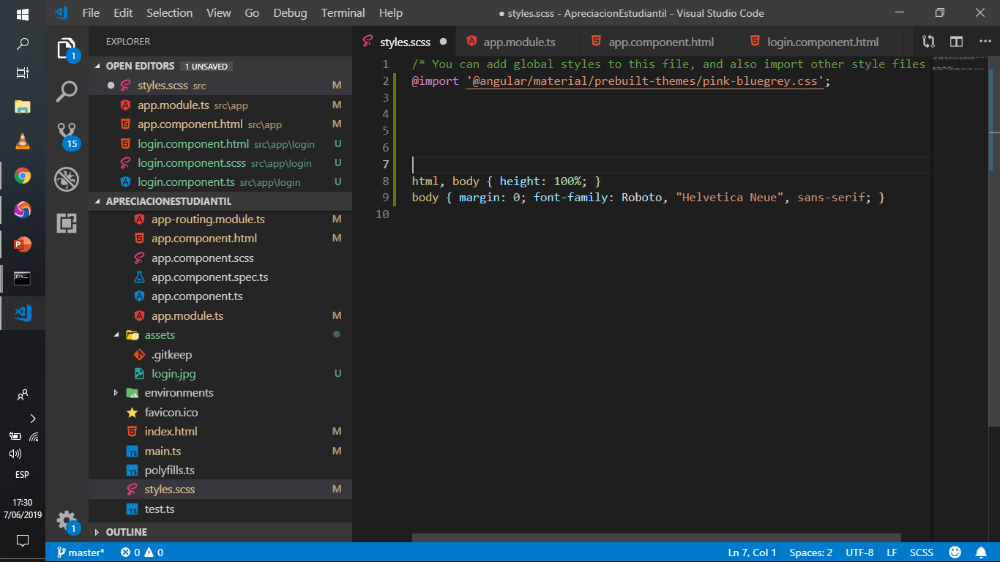 File Edit Selection View Go Debug Terminal Help ● styles.scss - ApreciacionEstudiantil - Visual Studio Code
EXPLORER
OPEN EDITORS 1 UNSAVED
styles.scss src M
app.module.ts src\app M
app.component.html src\app M
login.component.html src\app\login U
login.component.scss src\app\login U
login.component.ts src\app\login U
APRECIACIONESTUDIANTIL
app-routing.module.ts M
app.component.html M
app.component.scss
app.component.spec.ts
app.component.ts
app.module.ts M
assets
.gitkeep
login.jpg U
environments
favicon.ico
index.html M
main.ts M
polyfills.ts
styles.scss M
test.ts
OUTLINE
styles.scss ● app.module.ts app.component.html login.component.html
1 /* You can add global styles to this file, and also import other style files
2 @import '@angular/material/prebuilt-themes/pink-bluegrey.css';
3
4
5
6
7
8 html, body { height: 100%; }
9 body { margin: 0; font-family: Roboto, "Helvetica Neue", sans-serif; }
10
1
15
1
ESP
17:30
7/06/2019
master* 0 0 Ln 7, Col 1 Spaces: 2 UTF-8 LF SCSS